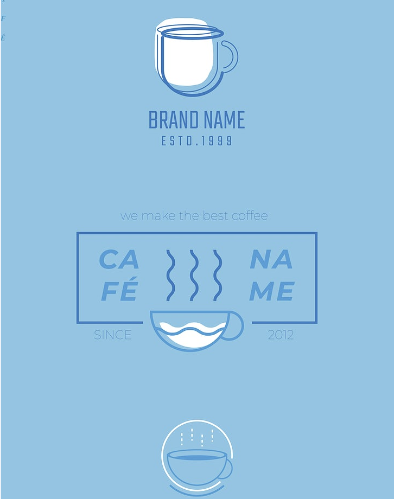 BRAND NAME
ESTD.1999
we make the best coffee
CA NA
FÉ ME
SINCE 2012